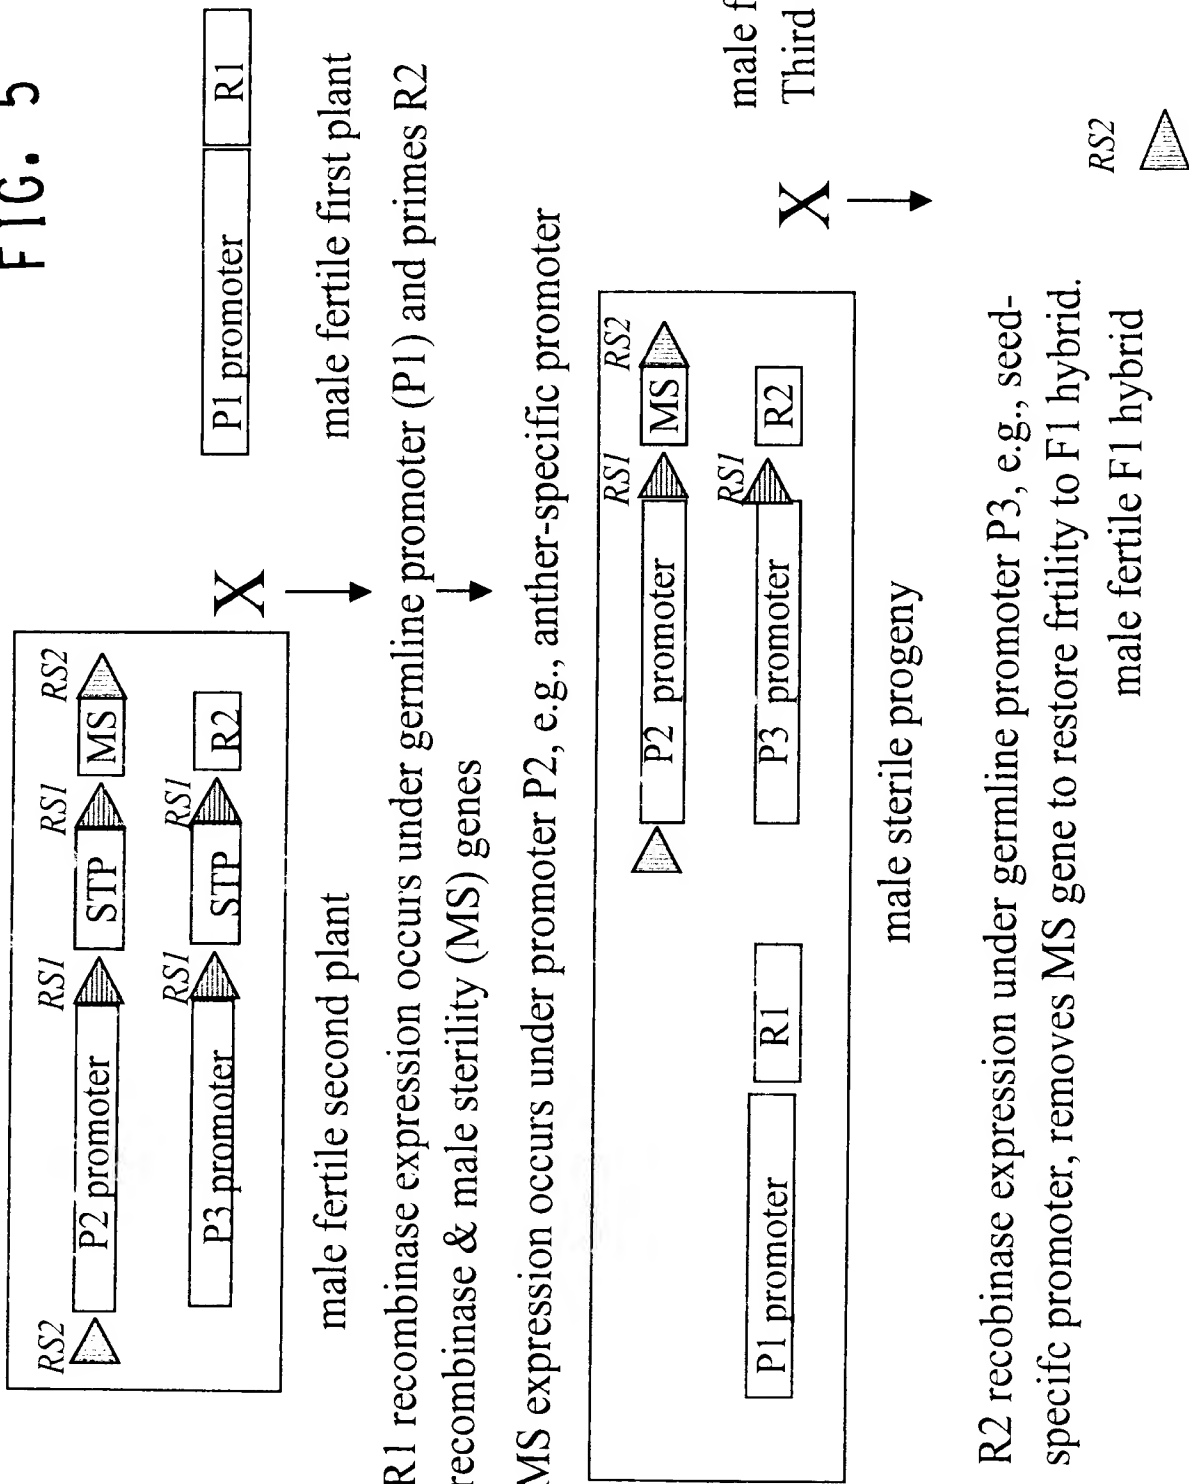 FIG. 5
RS2 RS1 RS1 RS2
P2 promoter STP MS
RS1 RS1
P3 promoter STP R2
P1 promoter R1
X
male fertile second plant
male fertile first plant
R1 recombinase expression occurs under germline promoter (P1) and primes R2
recombinase & male sterility (MS) genes
MS expression occurs under promoter P2, e.g., anther-specific promoter
RS1 RS2
P2 promoter MS
RS1
P1 promoter R1 P3 promoter R2
male sterile progeny
X
male f
Third
R2 recobinase expression under germline promoter P3, e.g., seed-
specifc promoter, removes MS gene to restore frtility to F1 hybrid.
male fertile F1 hybrid
RS2